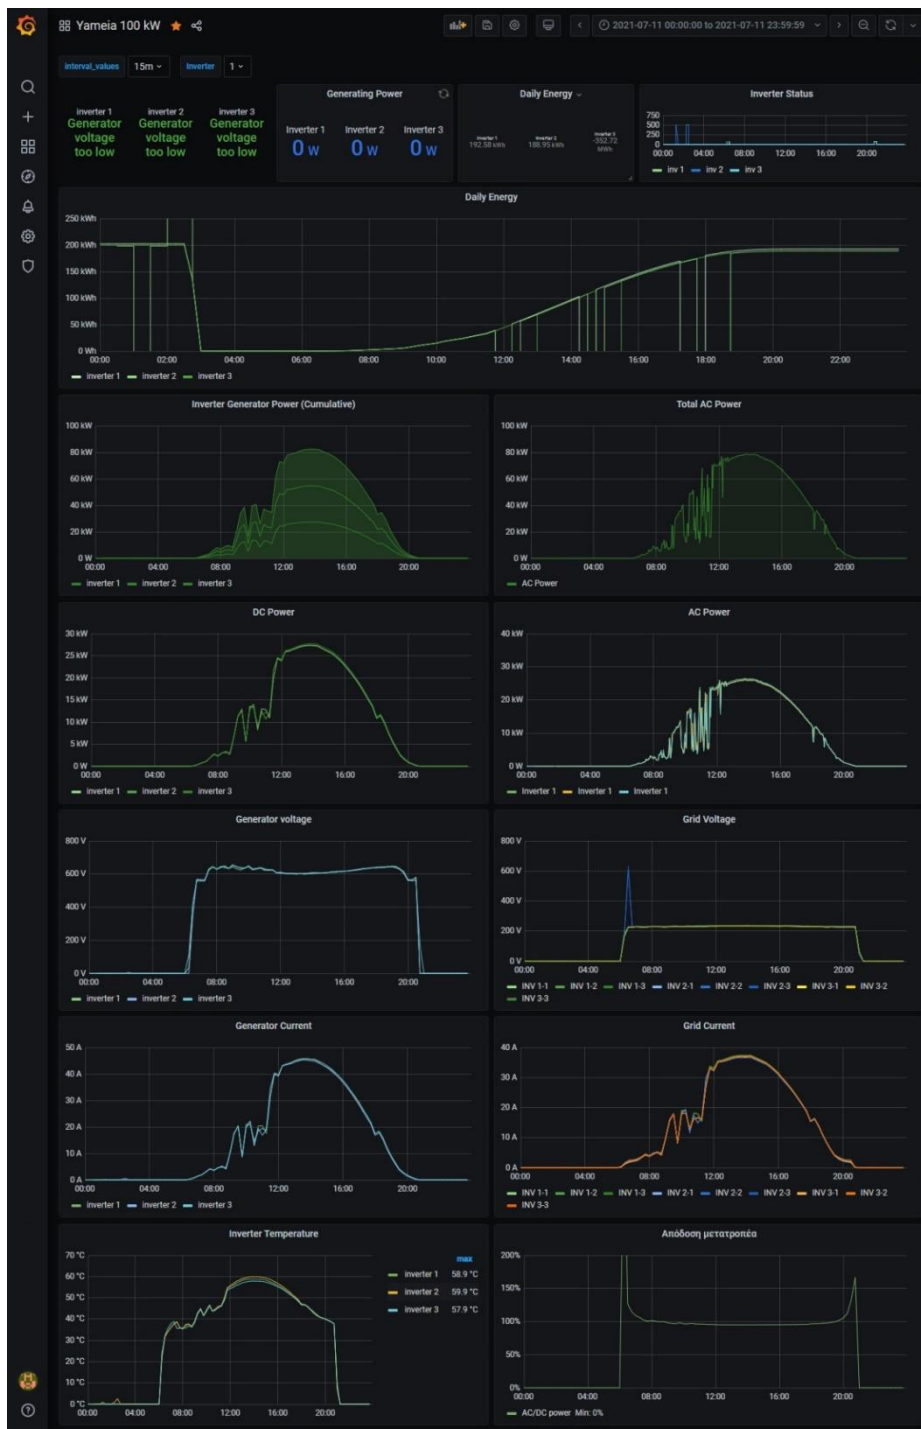 Yameia 100 kW
2021-07-11 00:00:00 to 2021-07-11 23:59:59
interval_values 15m Inverter 1
inverter 1 inverter 2 inverter 3
Generator Generator Generator
voltage voltage voltage
too low too low too low
Generating Power
Inverter 1 Inverter 2 Inverter 3
0 W 0 W 0 W
Daily Energy
Inverter 1 Inverter 2 Inverter 3
192.58 kWh 188.95 kWh -352.72
MWh
Inverter Status
750
500
250
0
00:00 04:00 08:00 12:00 16:00 20:00
inv 1 inv 2 inv 3
Daily Energy
250 kWh
200 kWh
150 kWh
100 kWh
50 kWh
0 Wh
00:00 02:00 04:00 06:00 08:00 10:00 12:00 14:00 16:00 18:00 20:00 22:00
inverter 1 inverter 2 inverter 3
Inverter Generator Power (Cumulative)
100 kW
80 kW
60 kW
40 kW
20 kW
0 W
00:00 04:00 08:00 12:00 16:00 20:00
inverter 1 inverter 2 inverter 3
Total AC Power
100 kW
80 kW
60 kW
40 kW
20 kW
0 W
00:00 04:00 08:00 12:00 16:00 20:00
AC Power
DC Power
30 kW
25 kW
20 kW
15 kW
10 kW
5 kW
0 W
00:00 04:00 08:00 12:00 16:00 20:00
inverter 1 inverter 2 inverter 3
AC Power
40 kW
30 kW
20 kW
10 kW
0 W
00:00 04:00 08:00 12:00 16:00 20:00
Inverter 1 Inverter 1 Inverter 1
Generator voltage
800 V
600 V
400 V
200 V
0 V
00:00 04:00 08:00 12:00 16:00 20:00
inverter 1 inverter 2 inverter 3
Grid Voltage
800 V
600 V
400 V
200 V
0 V
00:00 04:00 08:00 12:00 16:00 20:00
INV 1-1 INV 1-2 INV 1-3 INV 2-1 INV 2-2 INV 2-3 INV 3-1 INV 3-2
INV 3-3
Generator Current
50 A
40 A
30 A
20 A
10 A
0 A
00:00 04:00 08:00 12:00 16:00 20:00
inverter 1 inverter 2 inverter 3
Grid Current
40 A
30 A
20 A
10 A
0 A
00:00 04:00 08:00 12:00 16:00 20:00
INV 1-1 INV 1-2 INV 1-3 INV 2-1 INV 2-2 INV 2-3 INV 3-1 INV 3-2
INV 3-3
Inverter Temperature
70 °C
60 °C
50 °C
40 °C
30 °C
20 °C
10 °C
0 °C
00:00 04:00 08:00 12:00 16:00 20:00
max
inverter 1 58.9 °C
inverter 2 59.9 °C
inverter 3 57.9 °C
Απόδοση μετατροπέα
200%
150%
100%
50%
0%
00:00 04:00 08:00 12:00 16:00 20:00
AC/DC power Min: 0%